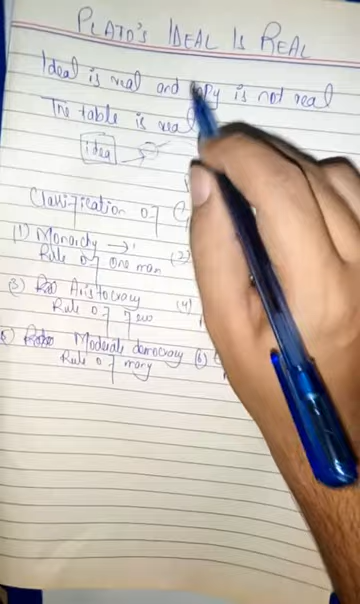 PLATO'S IDEAL IS REAL
Ideal is real and copy is not real
The table is real
idea
Classification of
(1) Monarchy →
Rule of one man
(2)
(3) Aristocracy
Rule of few
(4)
Moderate democracy (6)
Rule of many